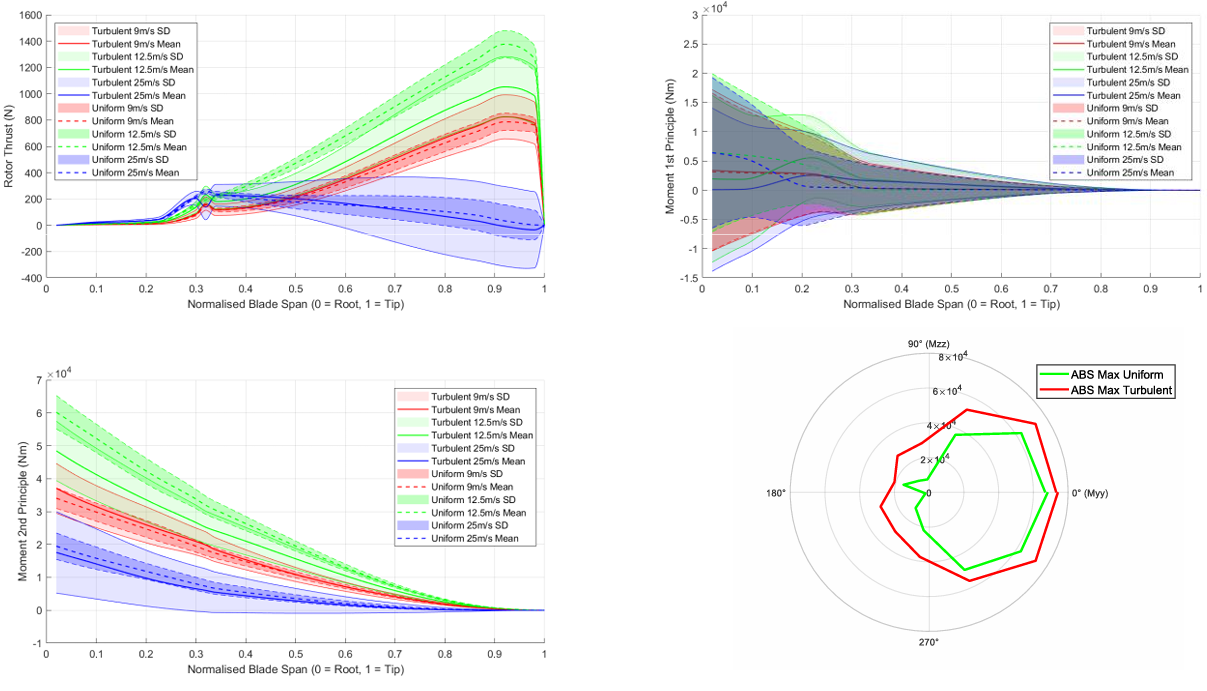 1600
1400
1200
1000
800
600
400
200
0
-200
-400
Rotor Thrust (N)
Turbulent 9m/s SD
Turbulent 9m/s Mean
Turbulent 12.5m/s SD
Turbulent 12.5m/s Mean
Turbulent 25m/s SD
Turbulent 25m/s Mean
Uniform 9m/s SD
Uniform 9m/s Mean
Uniform 12.5m/s SD
Uniform 12.5m/s Mean
Uniform 25m/s SD
Uniform 25m/s Mean
0 0.1 0.2 0.3 0.4 0.5 0.6 0.7 0.8 0.9 1
Normalised Blade Span (0 = Root, 1 = Tip)
×10⁴
3
2.5
2
1.5
1
0.5
0
-0.5
-1
-1.5
Moment 1st Principle (Nm)
Turbulent 9m/s SD
Turbulent 9m/s Mean
Turbulent 12.5m/s SD
Turbulent 12.5m/s Mean
Turbulent 25m/s SD
Turbulent 25m/s Mean
Uniform 9m/s SD
Uniform 9m/s Mean
Uniform 12.5m/s SD
Uniform 12.5m/s Mean
Uniform 25m/s SD
Uniform 25m/s Mean
0 0.1 0.2 0.3 0.4 0.5 0.6 0.7 0.8 0.9 1
Normalised Blade Span (0 = Root, 1 = Tip)
×10⁴
7
6
5
4
3
2
1
0
-1
Moment 2nd Principle (Nm)
Turbulent 9m/s SD
Turbulent 9m/s Mean
Turbulent 12.5m/s SD
Turbulent 12.5m/s Mean
Turbulent 25m/s SD
Turbulent 25m/s Mean
Uniform 9m/s SD
Uniform 9m/s Mean
Uniform 12.5m/s SD
Uniform 12.5m/s Mean
Uniform 25m/s SD
Uniform 25m/s Mean
0 0.1 0.2 0.3 0.4 0.5 0.6 0.7 0.8 0.9 1
Normalised Blade Span (0 = Root, 1 = Tip)
90° (Mzz)
8×10⁴
6×10⁴
4×10⁴
2×10⁴
0
ABS Max Uniform
ABS Max Turbulent
180°
0° (Myy)
270°